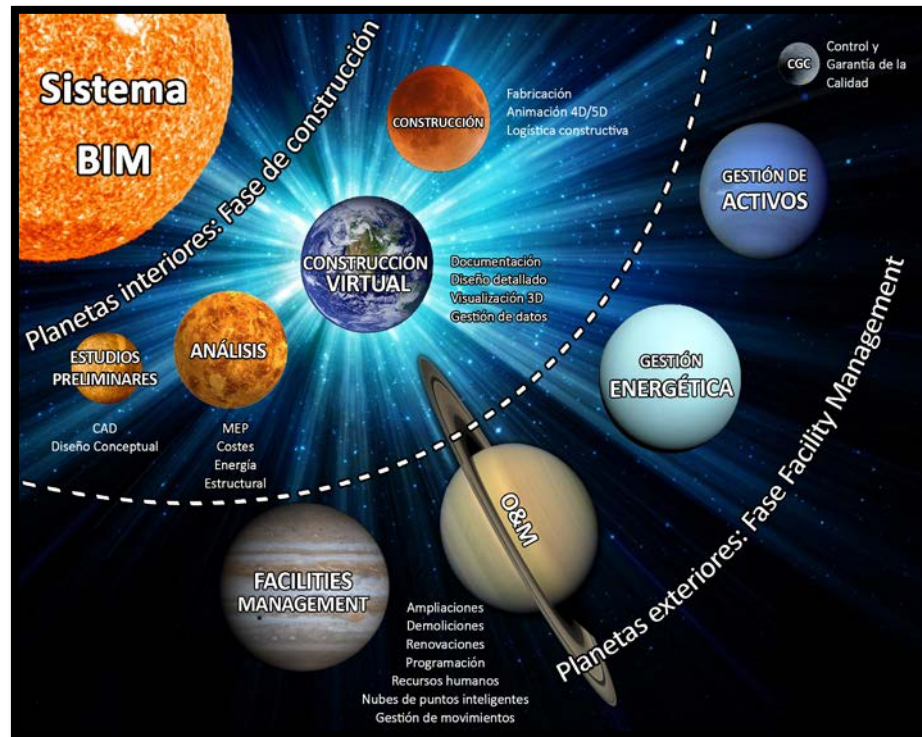 Sistema
BIM
Planetas interiores: Fase de construcción
CONSTRUCCIÓN
Fabricación
Animación 4D/5D
Logística constructiva
CGC
Control y
Garantía de la
Calidad
GESTIÓN DE
ACTIVOS
CONSTRUCCIÓN
VIRTUAL
Documentación
Diseño detallado
Visualización 3D
Gestión de datos
ESTUDIOS
PRELIMINARES
CAD
Diseño Conceptual
ANÁLISIS
MEP
Costes
Energía
Estructural
GESTIÓN
ENERGÉTICA
O&M
FACILITIES
MANAGEMENT
Ampliaciones
Demoliciones
Renovaciones
Programación
Recursos humanos
Nubes de puntos inteligentes
Gestión de movimientos
Planetas exteriores: Fase Facility Management